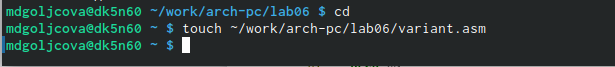 mdgoljcova@dk5n60 ~/work/arch-pc/lab06 $ cd
mdgoljcova@dk5n60 ~ $ touch ~/work/arch-pc/lab06/variant.asm
mdgoljcova@dk5n60 ~ $